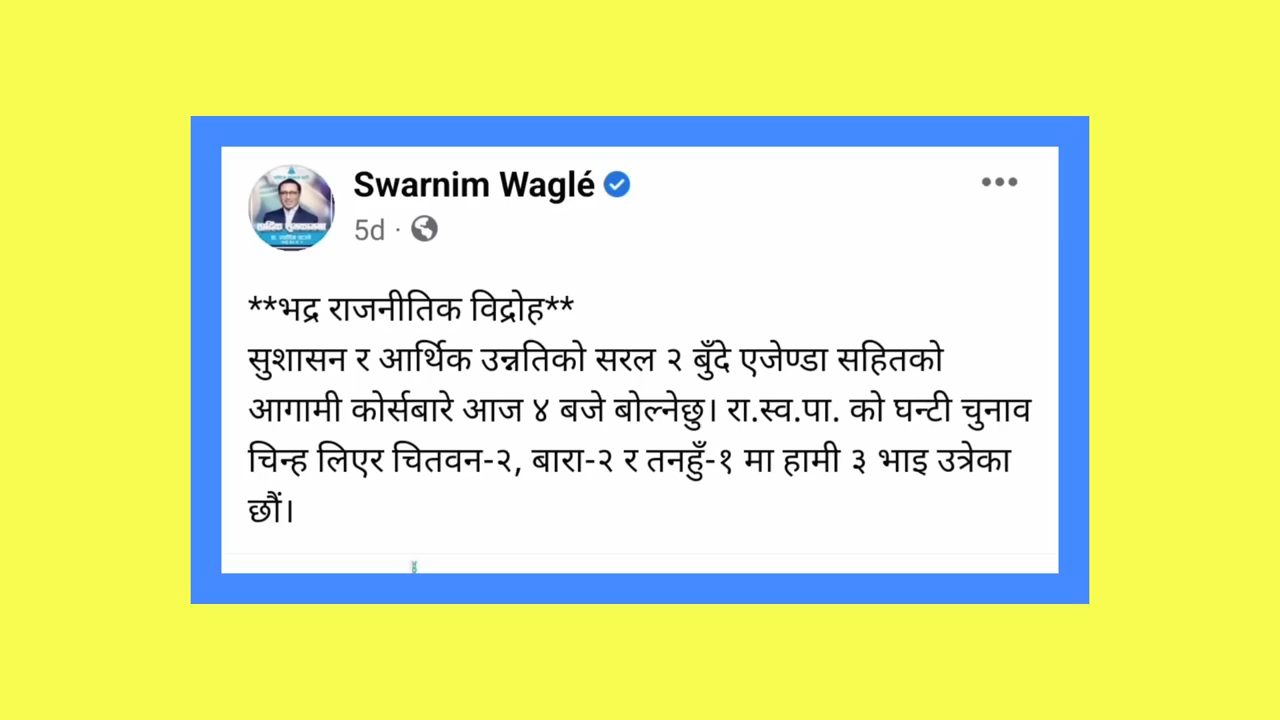 Swarnim Waglé
5d ·
**भद्र राजनीतिक विद्रोह**
सुशासन र आर्थिक उन्नतिको सरल २ बुँदे एजेण्डा सहितको
आगामी कोर्सबारे आज ४ बजे बोल्नेछु। रा.स्व.पा. को घन्टी चुनाव
चिन्ह लिएर चितवन-२, बारा-२ र तनहुँ-१ मा हामी ३ भाइ उत्रेका
छौं।